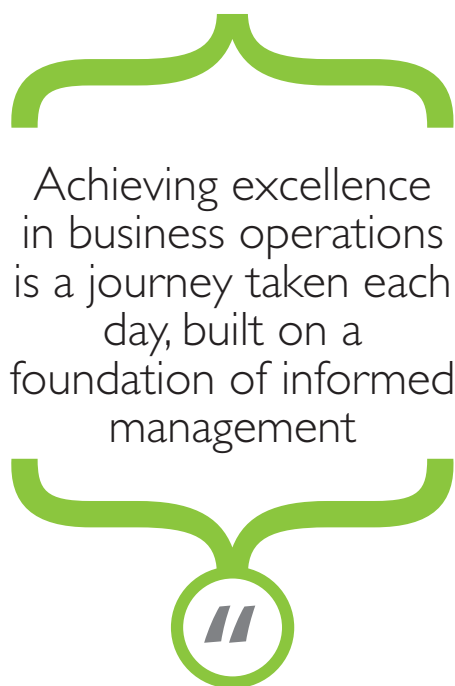 Achieving excellence
in business operations
is a journey taken each
day, built on a
foundation of informed
management
"